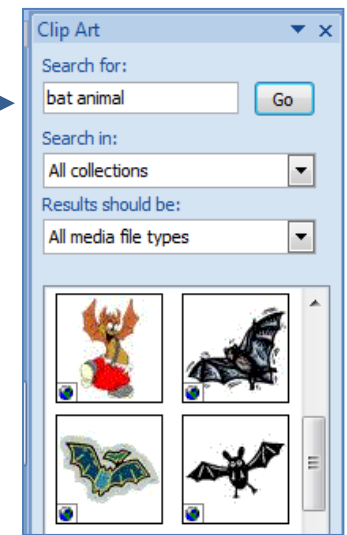 Clip Art
Search for:
bat animal
Go
Search in:
All collections
Results should be:
All media file types